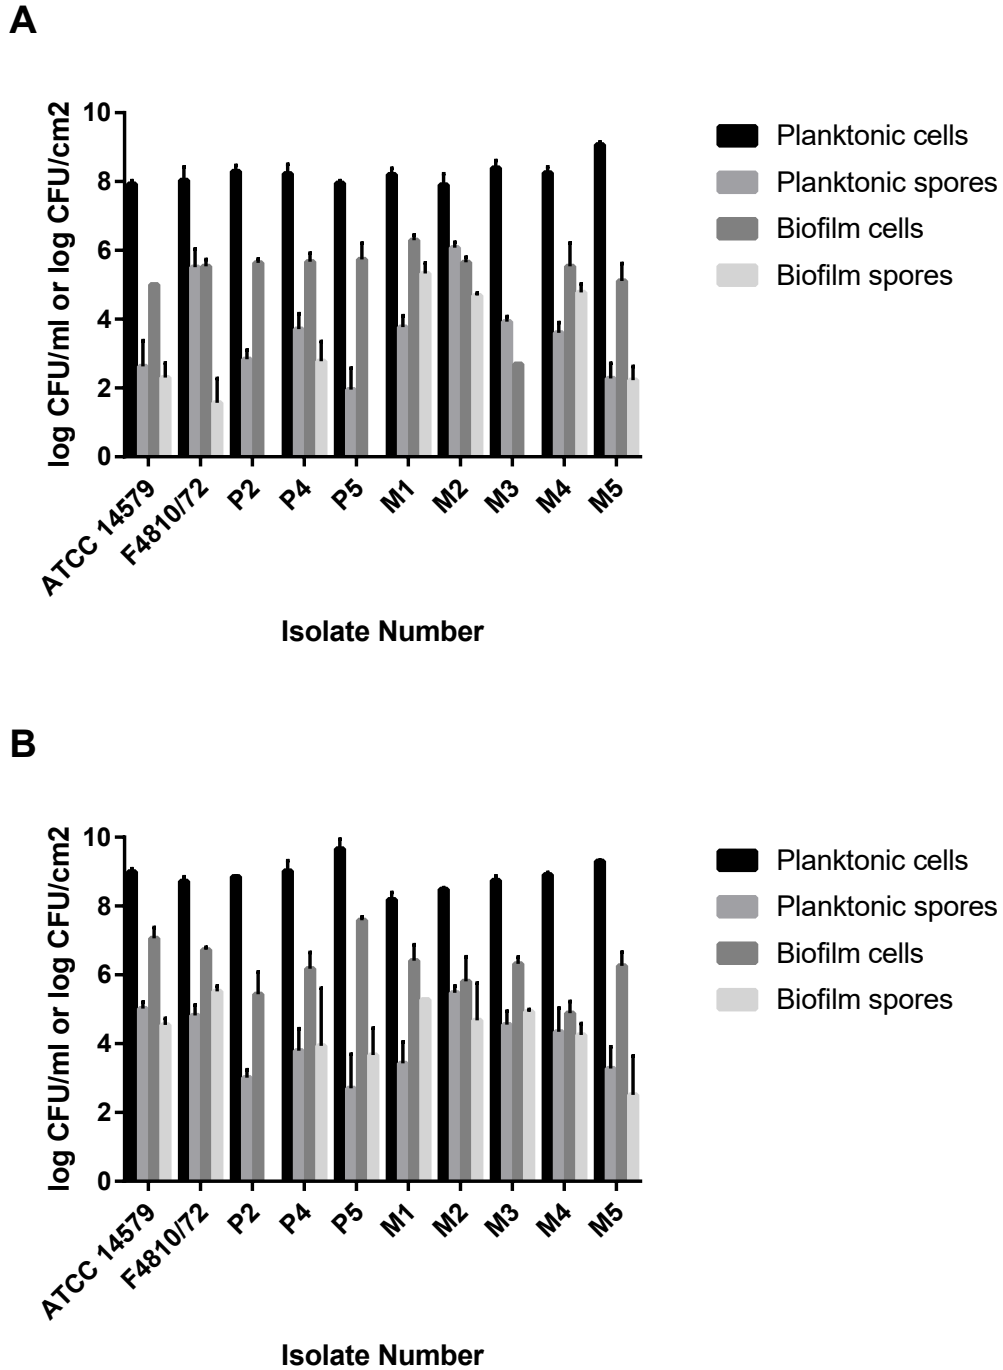 A
log CFU/ml or log CFU/cm2
10
8
6
4
2
0
ATCC 14579
F4810/72
P2
P4
P5
M1
M2
M3
M4
M5
Isolate Number
Planktonic cells
Planktonic spores
Biofilm cells
Biofilm spores
B
log CFU/ml or log CFU/cm2
10
8
6
4
2
0
ATCC 14579
F4810/72
P2
P4
P5
M1
M2
M3
M4
M5
Isolate Number
Planktonic cells
Planktonic spores
Biofilm cells
Biofilm spores